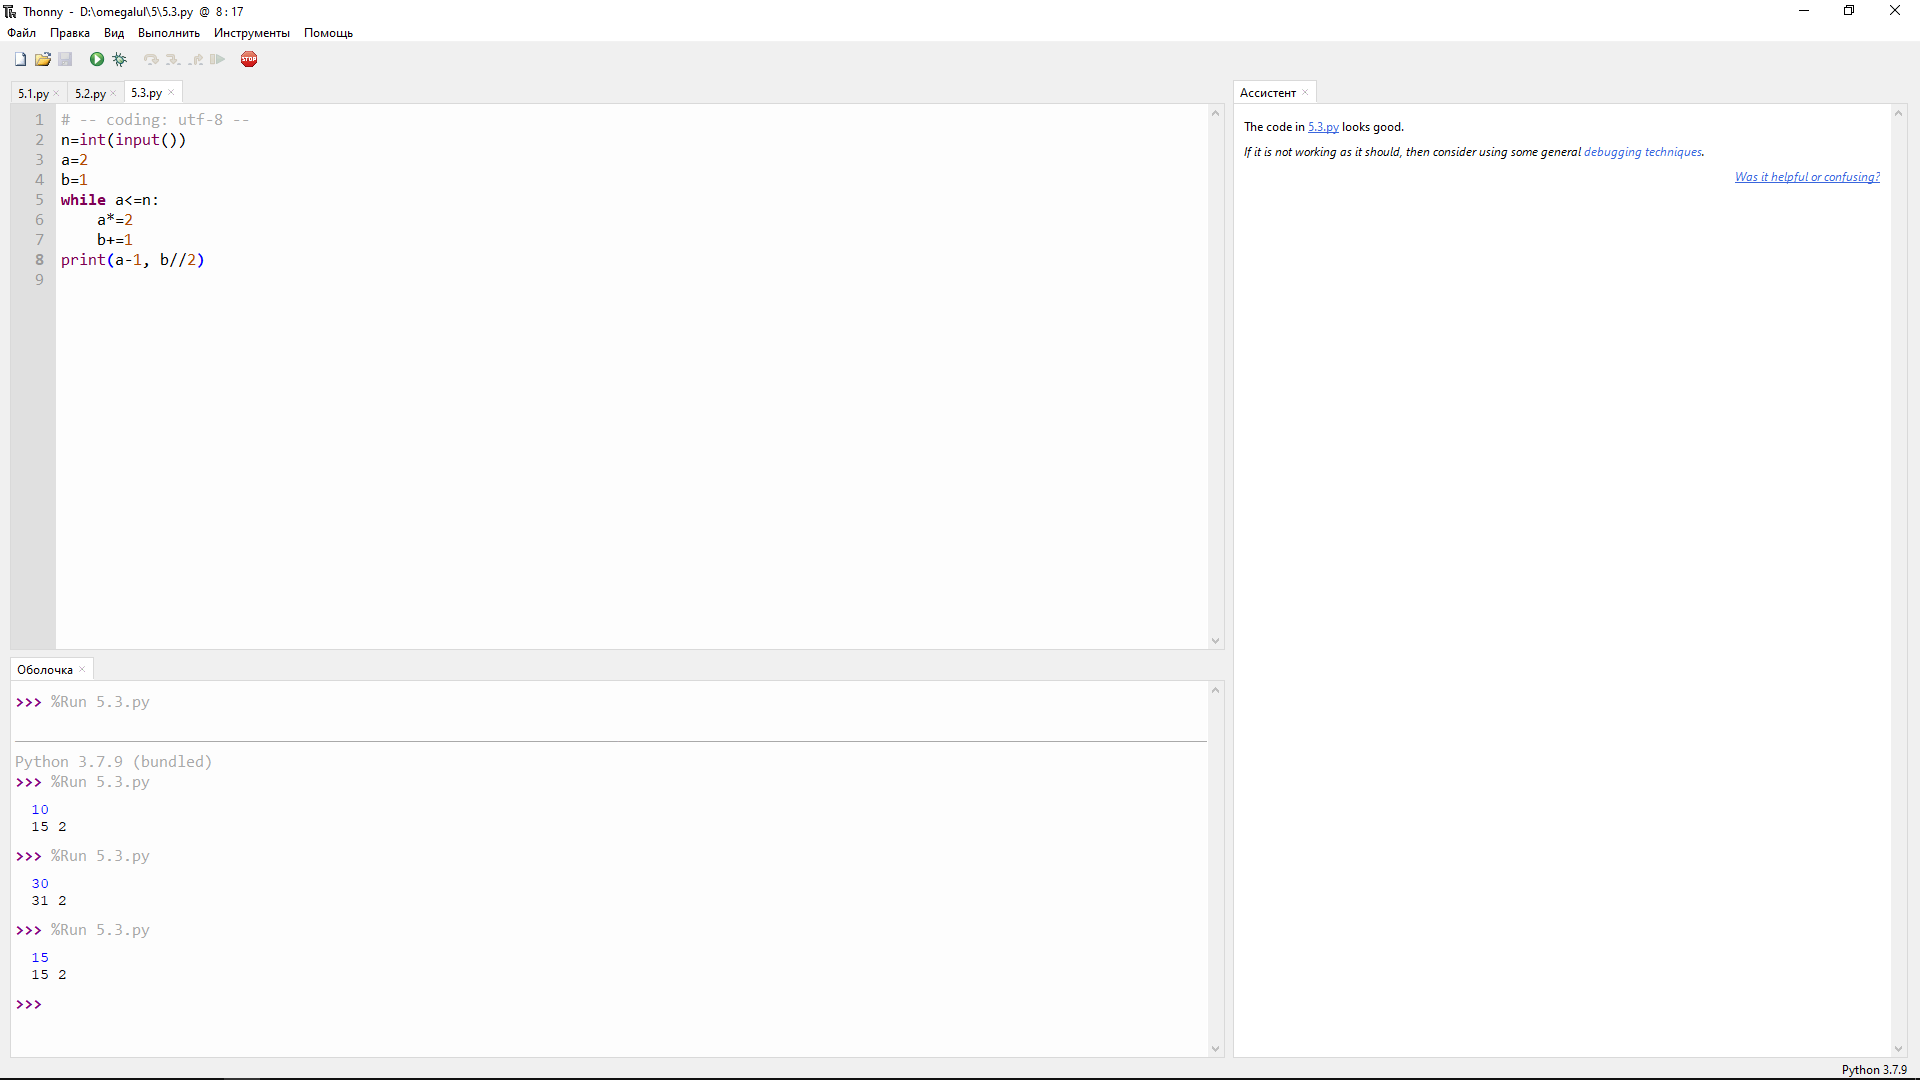 Thonny - D:\omegalul\5\5.3.py @ 8 : 17
Файл Правка Вид Выполнить Инструменты Помощь
STOP
5.1.py × 5.2.py × 5.3.py ×
1 # -- coding: utf-8 --
2 n=int(input())
3 a=2
4 b=1
5 while a<=n:
6     a*=2
7     b+=1
8 print(a-1, b//2)
9
Оболочка ×
>>> %Run 5.3.py
Python 3.7.9 (bundled)
>>> %Run 5.3.py
10
15 2
>>> %Run 5.3.py
30
31 2
>>> %Run 5.3.py
15
15 2
>>>
Ассистент ×
The code in 5.3.py looks good.
If it is not working as it should, then consider using some general debugging techniques.
Was it helpful or confusing?
Python 3.7.9